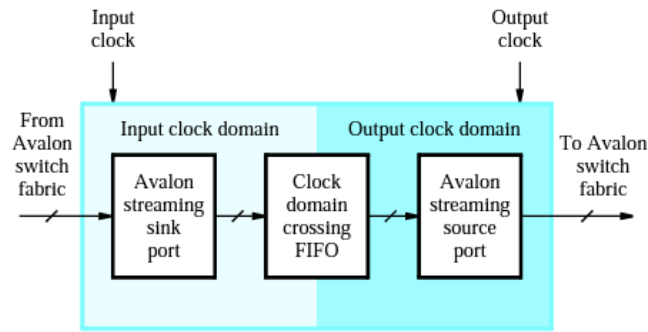 Input
clock
Output
clock
From
Avalon
switch
fabric
Input clock domain
Output clock domain
To Avalon
switch
fabric
Avalon
streaming
sink
port
Clock
domain
crossing
FIFO
Avalon
streaming
source
port